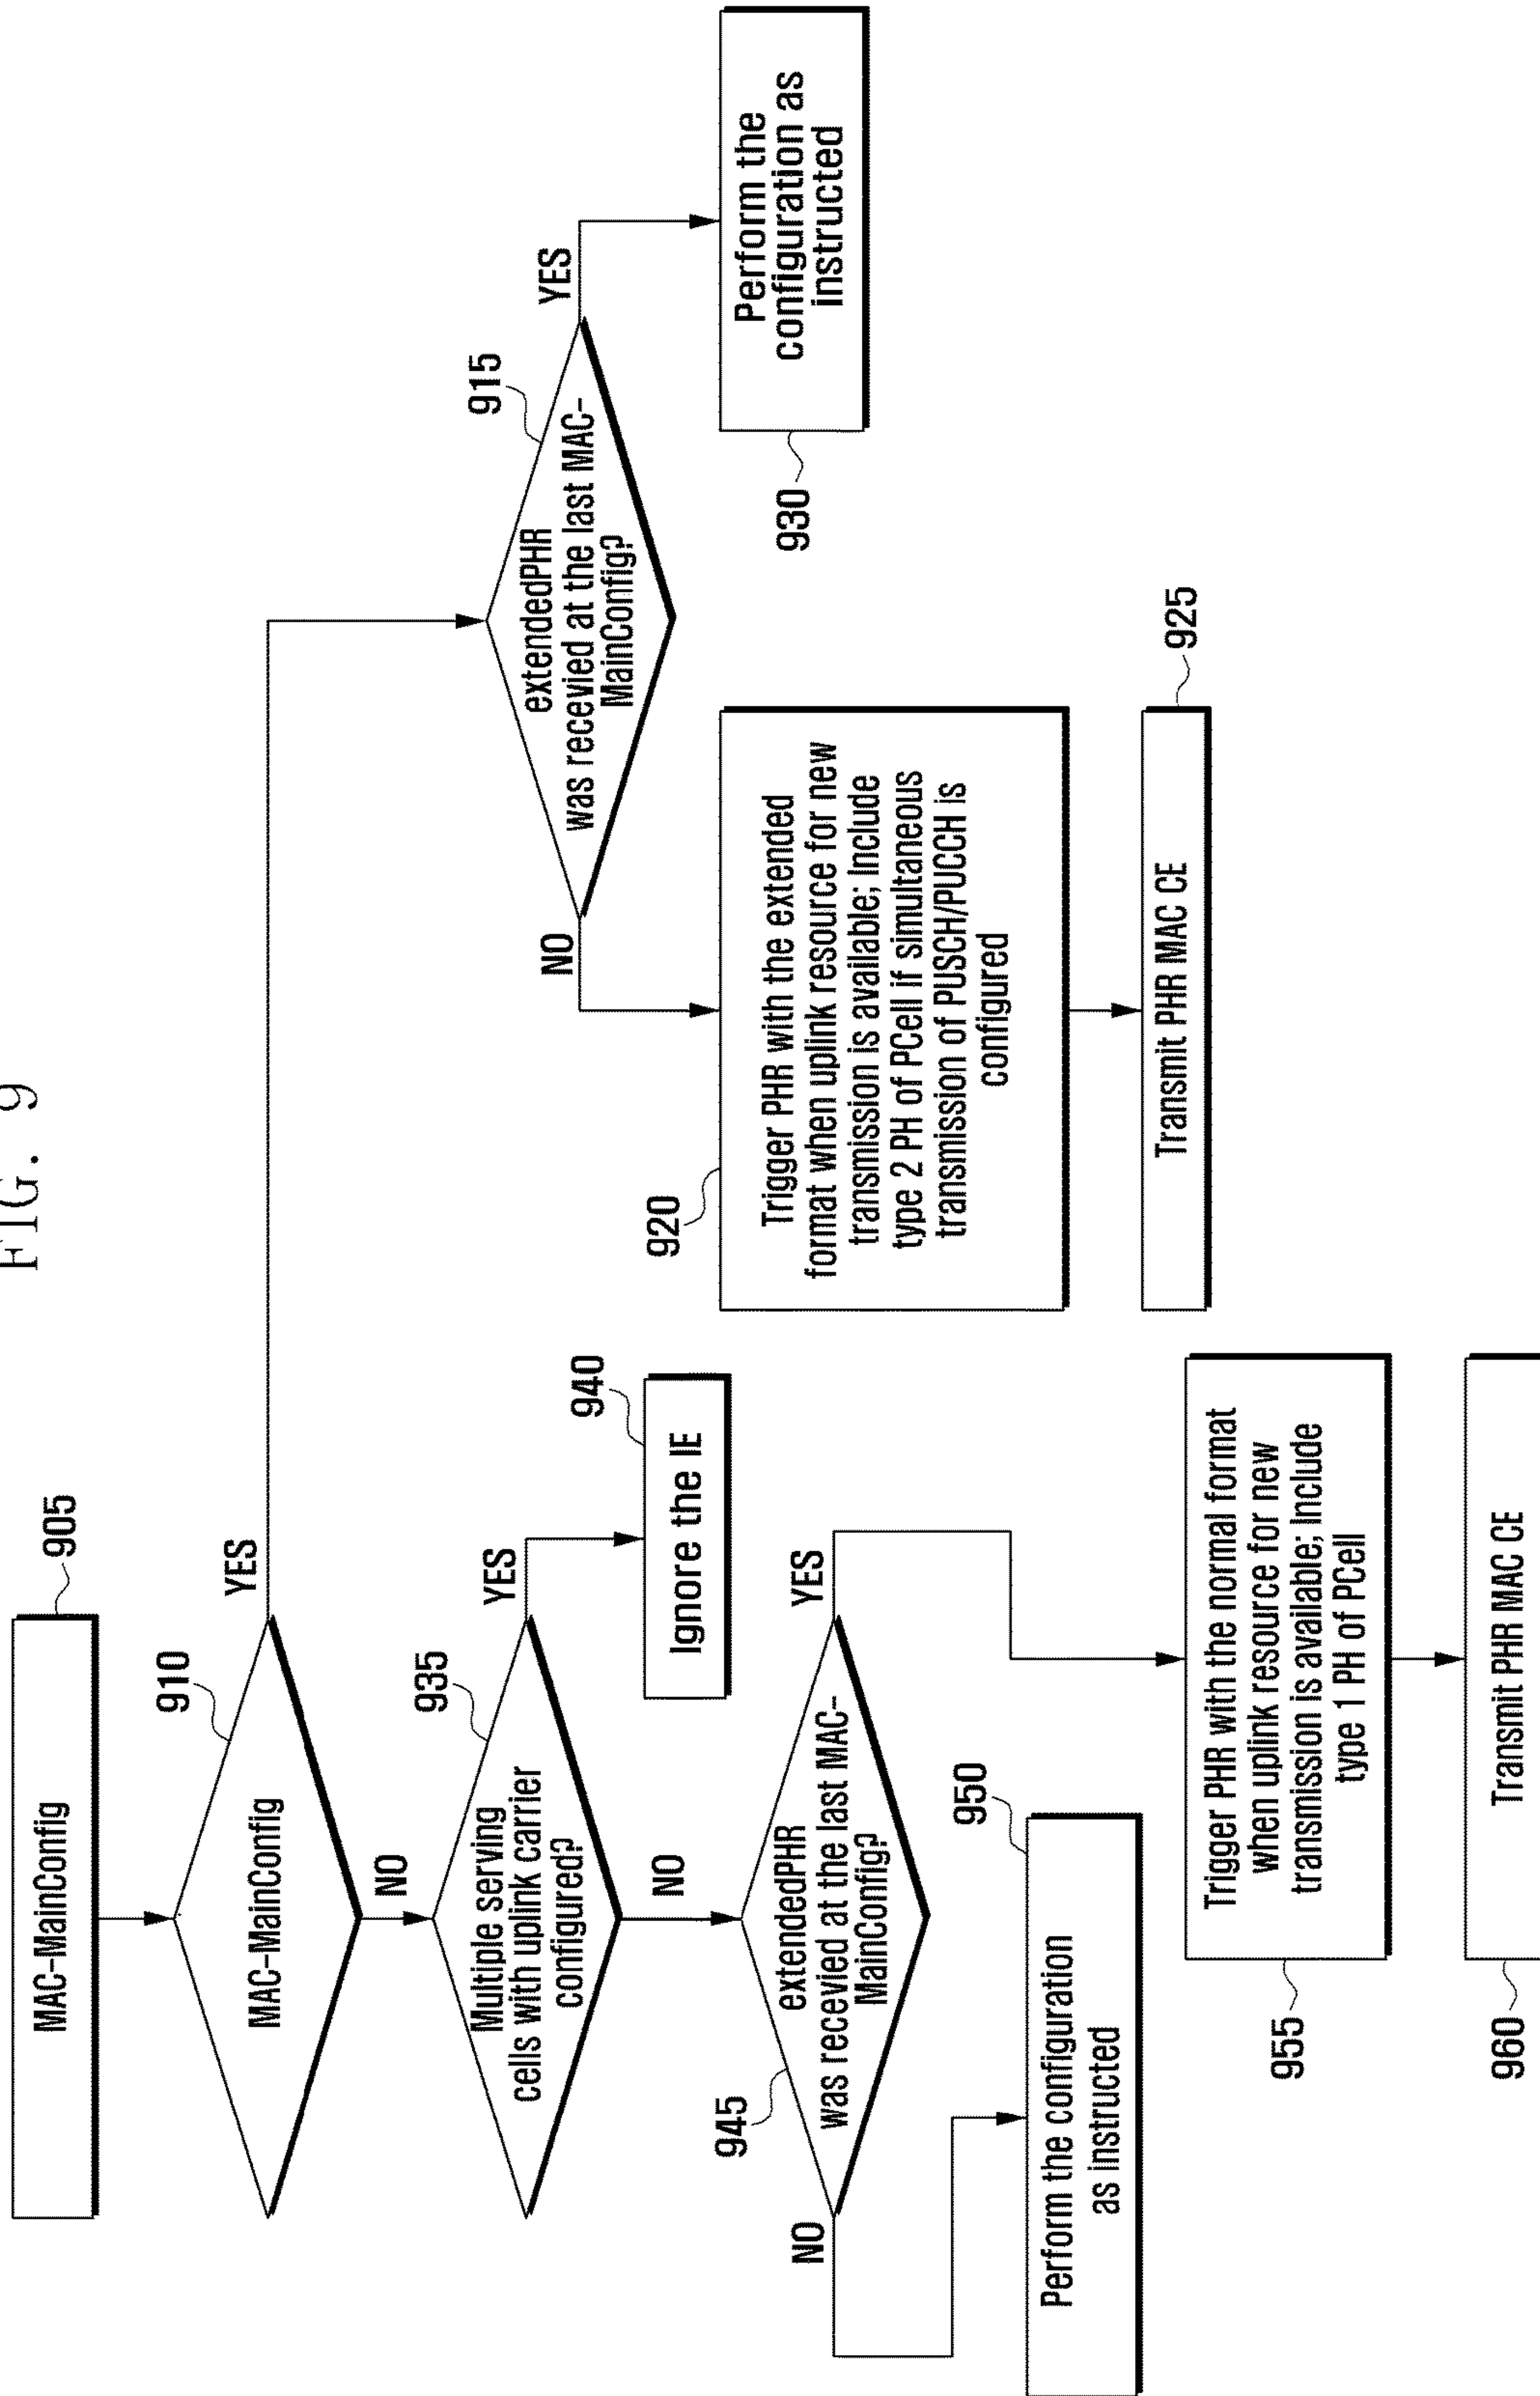 FIG. 9
MAC-MainConfig
905
910
MAC-MainConfig
YES
NO
935
Multiple serving
cells with uplink carrier
configured?
YES
NO
940
Ignore the IE
945
extendedPHR
was recevied at the last MAC-
MainConfig?
NO
YES
950
Perform the configuration
as instructed
955
Trigger PHR with the normal format
when uplink resource for new
transmission is available; Include
type 1 PH of PCell
960
Transmit PHR MAC CE
915
extendedPHR
was recevied at the last MAC-
MainConfig?
NO
YES
920
Trigger PHR with the extended
format when uplink resource for new
transmission is available; Include
type 2 PH of PCell if simultaneous
transmission of PUSCH/PUCCH is
configured
925
Transmit PHR MAC CE
930
Perform the
configuration as
instructed